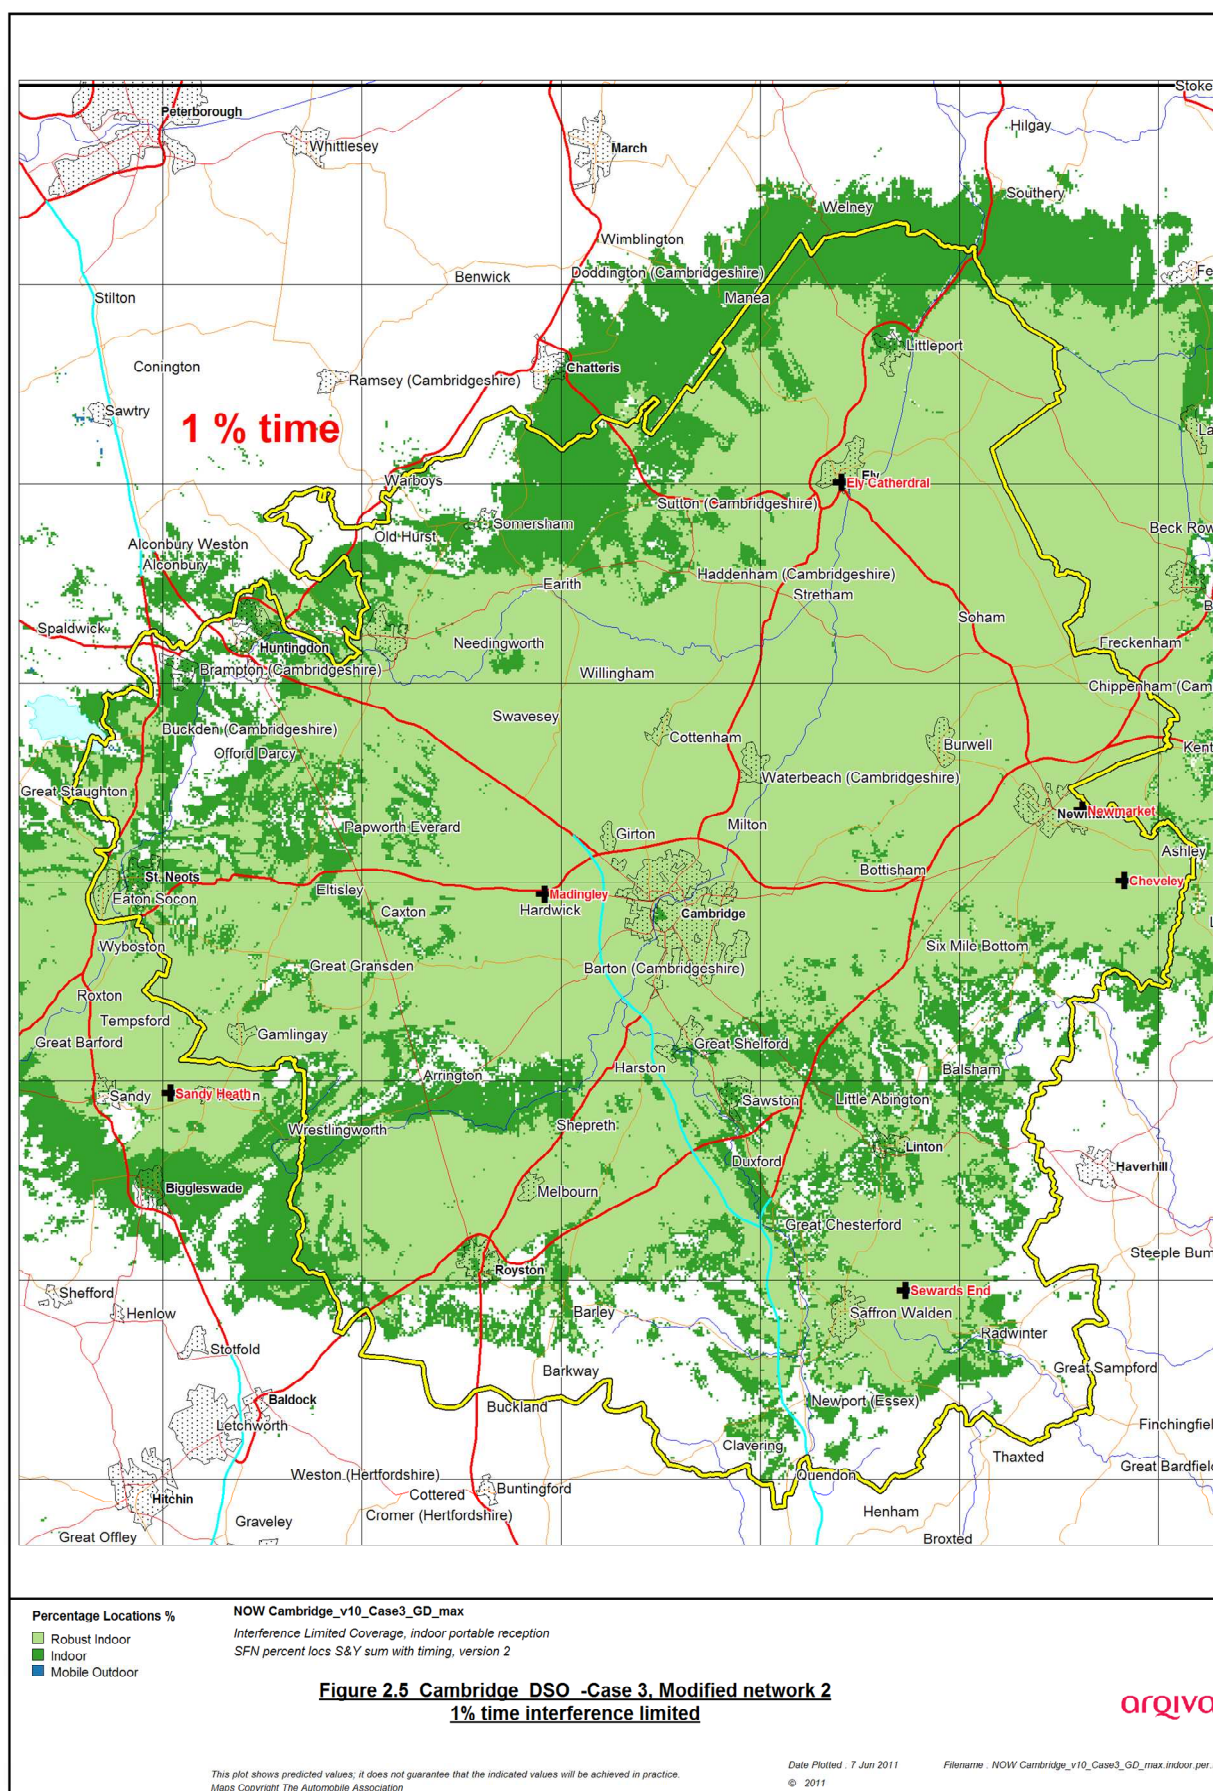 Stoke
Peterborough
Hilgay
Whittlesey
March
Southery
Welney
Wimblington
Doddington (Cambridgeshire)
Fe
Benwick
Manea
Stilton
Littleport
Conington
Chatteris
Ramsey (Cambridgeshire)
Sawtry
1 % time
La
Warboys
Ely
Ely Catherdral
Sutton (Cambridgeshire)
Somersham
Beck Row
Old Hurst
Alconbury Weston
Alconbury
Haddenham (Cambridgeshire)
Earith
Stretham
B
Soham
Spaldwick
Needingworth
Freckenham
Huntingdon
Brampton (Cambridgeshire)
Willingham
Chippenham (Cam
Swavesey
Buckden (Cambridgeshire)
Cottenham
Burwell
Kent
Offord Darcy
Waterbeach (Cambridgeshire)
Great Staughton
Newmarket
Papworth Everard
Milton
Girton
Ashley
St. Neots
Bottisham
Cheveley
Eltisley
Madingley
Eaton Socon
Caxton
Hardwick
Cambridge
L
Wyboston
Six Mile Bottom
Great Gransden
Barton (Cambridgeshire)
Roxton
Tempsford
Gamlingay
Great Barford
Great Shelford
Harston
Balsham
Arrington
Sandy
Sandy Heath
Sawston
Little Abington
Wrestlingworth
Shepreth
Linton
Duxford
Haverhill
Biggleswade
Melbourn
Great Chesterford
Steeple Bum
Royston
Shefford
Sewards End
Henlow
Barley
Saffron Walden
Radwinter
Stotfold
Great Sampford
Barkway
Baldock
Newport (Essex)
Buckland
Letchworth
Finchingfiel
Clavering
Thaxted
Great Bardfiel
Weston (Hertfordshire)
Quendon
Cottered
Buntingford
Hitchin
Henham
Cromer (Hertfordshire)
Graveley
Great Offley
Broxted
Percentage Locations %
Robust Indoor
Indoor
Mobile Outdoor
NOW Cambridge_v10_Case3_GD_max
Interference Limited Coverage, indoor portable reception
SFN percent locs S&Y sum with timing, version 2
Figure 2.5 Cambridge DSO -Case 3, Modified network 2
1% time interference limited
arqiva
This plot shows predicted values; it does not guarantee that the indicated values will be achieved in practice.
Maps Copyright The Automobile Association
Date Plotted : 7 Jun 2011
© 2011
Filename : NOW Cambridge_v10_Case3_GD_max.indoor.per.